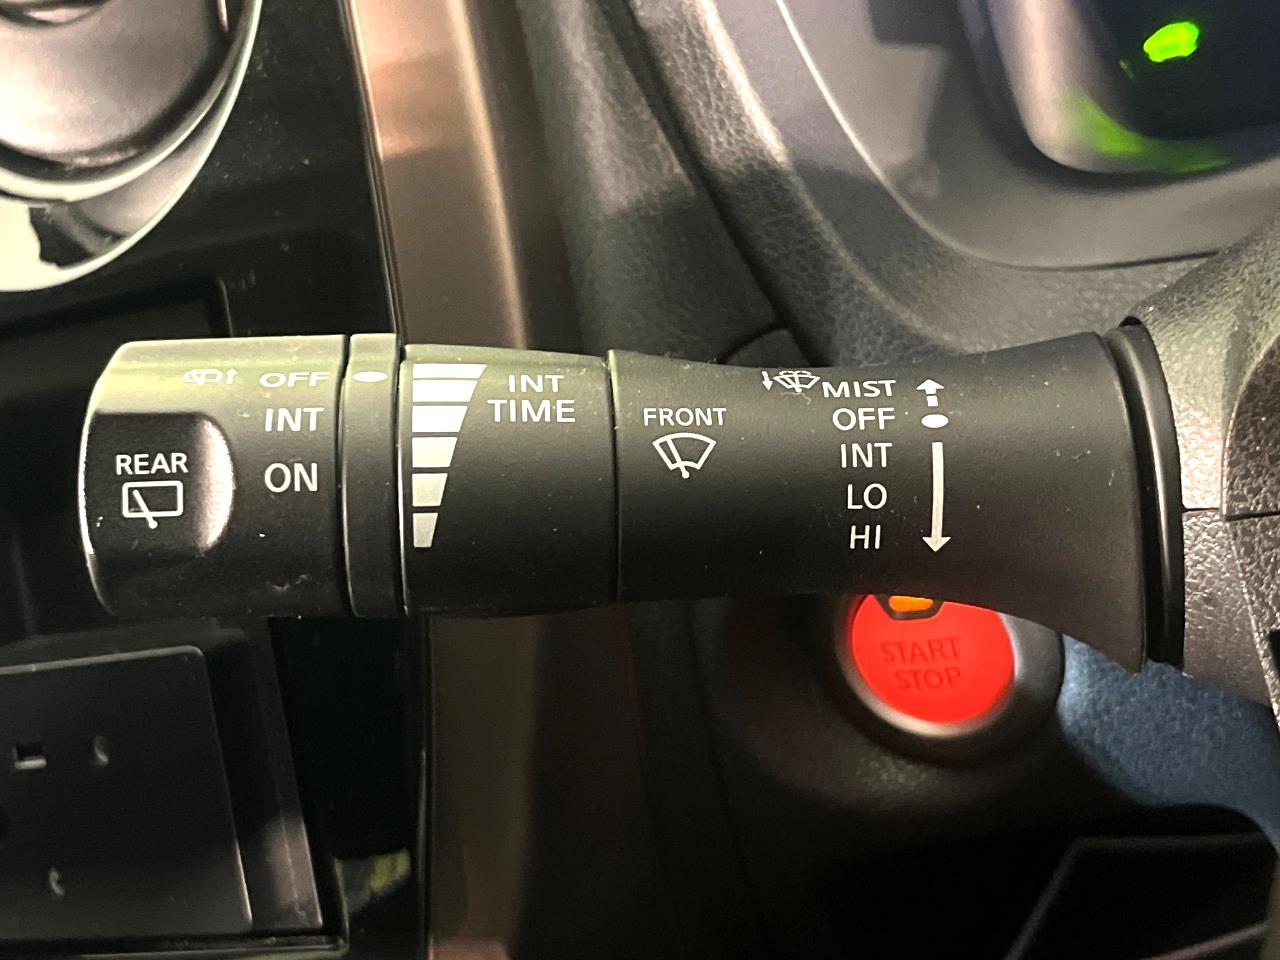 OFF
INT
ON
REAR
INT
TIME
FRONT
MIST
OFF
INT
LO
HI
START
STOP